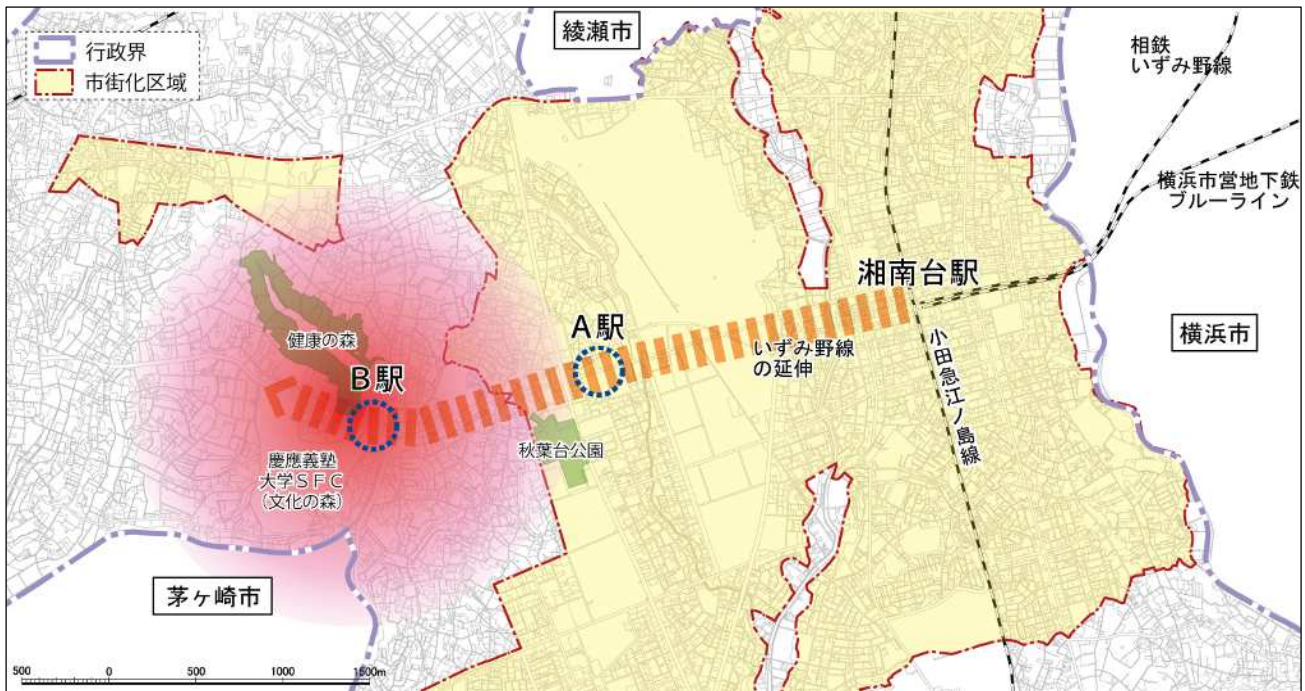 行政界
市街化区域
綾瀬市
相鉄
いずみ野線
横浜市営地下鉄
ブルーライン
湘南台駅
横浜市
A駅
いずみ野線
の延伸
小田急江ノ島線
健康の森
B駅
秋葉台公園
慶應義塾
大学SFC
(文化の森)
茅ヶ崎市
500 0 500 1000 1500m